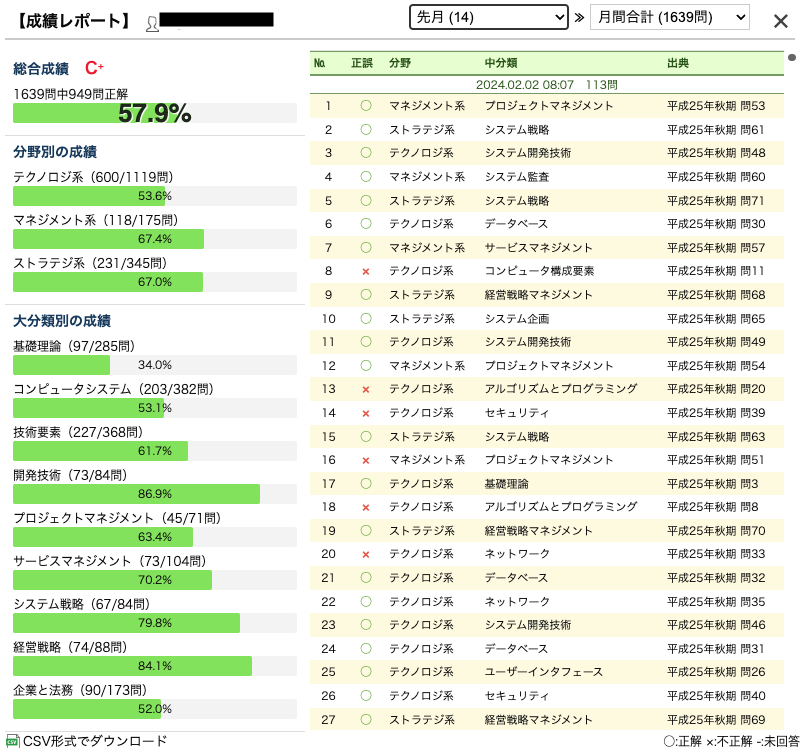 【成績レポート】
先月 (14)
≫
月間合計 (1639問)
×
総合成績 C+
1639問中949問正解
57.9%
分野別の成績
テクノロジ系（600/1119問）
53.6%
マネジメント系（118/175問）
67.4%
ストラテジ系（231/345問）
67.0%
大分類別の成績
基礎理論（97/285問）
34.0%
コンピュータシステム（203/382問）
53.1%
技術要素（227/368問）
61.7%
開発技術（73/84問）
86.9%
プロジェクトマネジメント（45/71問）
63.4%
サービスマネジメント（73/104問）
70.2%
システム戦略（67/84問）
79.8%
経営戦略（74/88問）
84.1%
企業と法務（90/173問）
52.0%
CSV形式でダウンロード
№ 正誤 分野 中分類 出典
2024.02.02 08:07 113問
1 〇 マネジメント系 プロジェクトマネジメント 平成25年秋期 問53
2 〇 ストラテジ系 システム戦略 平成25年秋期 問61
3 〇 テクノロジ系 システム開発技術 平成25年秋期 問48
4 〇 マネジメント系 システム監査 平成25年秋期 問60
5 〇 ストラテジ系 システム戦略 平成25年秋期 問71
6 〇 テクノロジ系 データベース 平成25年秋期 問30
7 〇 マネジメント系 サービスマネジメント 平成25年秋期 問57
8 × テクノロジ系 コンピュータ構成要素 平成25年秋期 問11
9 〇 ストラテジ系 経営戦略マネジメント 平成25年秋期 問68
10 〇 ストラテジ系 システム企画 平成25年秋期 問65
11 〇 テクノロジ系 システム開発技術 平成25年秋期 問49
12 〇 マネジメント系 プロジェクトマネジメント 平成25年秋期 問54
13 × テクノロジ系 アルゴリズムとプログラミング 平成25年秋期 問20
14 × テクノロジ系 セキュリティ 平成25年秋期 問39
15 〇 ストラテジ系 システム戦略 平成25年秋期 問63
16 × マネジメント系 プロジェクトマネジメント 平成25年秋期 問51
17 〇 テクノロジ系 基礎理論 平成25年秋期 問3
18 × テクノロジ系 アルゴリズムとプログラミング 平成25年秋期 問8
19 〇 ストラテジ系 経営戦略マネジメント 平成25年秋期 問70
20 × テクノロジ系 ネットワーク 平成25年秋期 問33
21 〇 テクノロジ系 データベース 平成25年秋期 問32
22 〇 テクノロジ系 ネットワーク 平成25年秋期 問35
23 〇 テクノロジ系 システム開発技術 平成25年秋期 問46
24 〇 テクノロジ系 データベース 平成25年秋期 問31
25 〇 テクノロジ系 ユーザーインタフェース 平成25年秋期 問26
26 〇 テクノロジ系 セキュリティ 平成25年秋期 問40
27 〇 ストラテジ系 経営戦略マネジメント 平成25年秋期 問69
〇:正解 ×:不正解 -:未回答